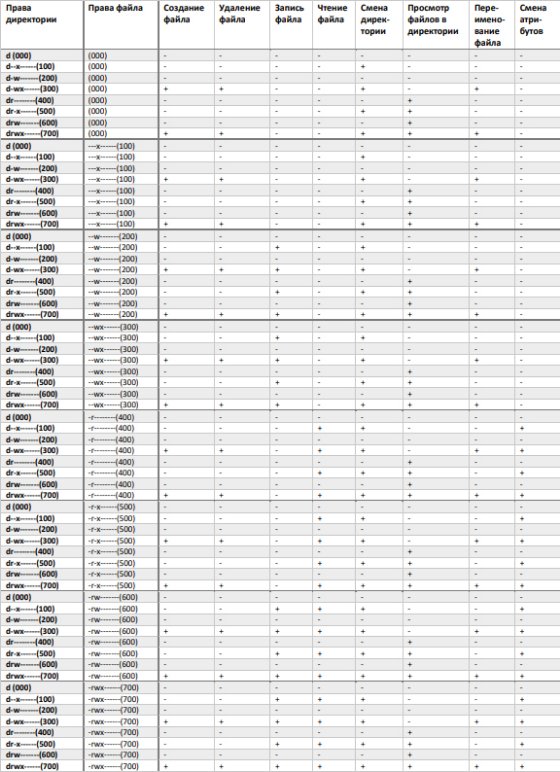 Права Права файла Создание Удаление Запись Чтение Смена Просмотр Пере- Смена
директории файла файла файла файла дирек- файлов в имено- атри-
тории директории вание бутов
файла
d (000) (000) - - - - - - - -
d--x------(100) (000) - - - - + - - -
d-w-------(200) (000) - - - - - - - -
d-wx------(300) (000) + + - - + - + -
dr--------(400) (000) - - - - - + - -
dr-x------(500) (000) - - - - + + - -
drw-------(600) (000) - - - - - + - -
drwx------(700) (000) + + - - + + + -
d (000) ---x------(100) - - - - - - - -
d--x------(100) ---x------(100) - - - - + - - -
d-w-------(200) ---x------(100) - - - - - - - -
d-wx------(300) ---x------(100) + + - - + - + -
dr--------(400) ---x------(100) - - - - - + - -
dr-x------(500) ---x------(100) - - - - + + - -
drw-------(600) ---x------(100) - - - - - + - -
drwx------(700) ---x------(100) + + - - + + + -
d (000) --w-------(200) - - - - - - - -
d--x------(100) --w-------(200) - - + - + - - -
d-w-------(200) --w-------(200) - - - - - - - -
d-wx------(300) --w-------(200) + + + - + - + -
dr--------(400) --w-------(200) - - - - - + - -
dr-x------(500) --w-------(200) - - + - + + - -
drw-------(600) --w-------(200) - - - - - + - -
drwx------(700) --w-------(200) + + + - + + + -
d (000) --wx------(300) - - - - - - - -
d--x------(100) --wx------(300) - - + - + - - -
d-w-------(200) --wx------(300) - - - - - - - -
d-wx------(300) --wx------(300) + + + - + - + -
dr--------(400) --wx------(300) - - - - - + - -
dr-x------(500) --wx------(300) - - + - + + - -
drw-------(600) --wx------(300) - - - - - + - -
drwx------(700) --wx------(300) + + + - + + + -
d (000) -r--------(400) - - - - - - - -
d--x------(100) -r--------(400) - - - + + - - +
d-w-------(200) -r--------(400) - - - - - - - -
d-wx------(300) -r--------(400) + + - + + - + +
dr--------(400) -r--------(400) - - - - - + - -
dr-x------(500) -r--------(400) - - - + + + - +
drw-------(600) -r--------(400) - - - - - + - -
drwx------(700) -r--------(400) + + - + + + + +
d (000) -r-x------(500) - - - - - - - -
d--x------(100) -r-x------(500) - - - + + - - +
d-w-------(200) -r-x------(500) - - - - - - - -
d-wx------(300) -r-x------(500) + + - + + - + +
dr--------(400) -r-x------(500) - - - - - + - -
dr-x------(500) -r-x------(500) - - - + + + - +
drw-------(600) -r-x------(500) - - - - - + - -
drwx------(700) -r-x------(500) + + - + + + + +
d (000) -rw-------(600) - - - - - - - -
d--x------(100) -rw-------(600) - - + + + - - +
d-w-------(200) -rw-------(600) - - - - - - - -
d-wx------(300) -rw-------(600) + + + + + - + +
dr--------(400) -rw-------(600) - - - - - + - -
dr-x------(500) -rw-------(600) - - + + + + - +
drw-------(600) -rw-------(600) - - - - - + - -
drwx------(700) -rw-------(600) + + + + + + + +
d (000) -rwx------(700) - - - - - - - -
d--x------(100) -rwx------(700) - - + + + - - +
d-w-------(200) -rwx------(700) - - - - - - - -
d-wx------(300) -rwx------(700) + + + + + - + +
dr--------(400) -rwx------(700) - - - - - + - -
dr-x------(500) -rwx------(700) - - + + + + - +
drw-------(600) -rwx------(700) - - - - - + - -
drwx------(700) -rwx------(700) + + + + + + + +